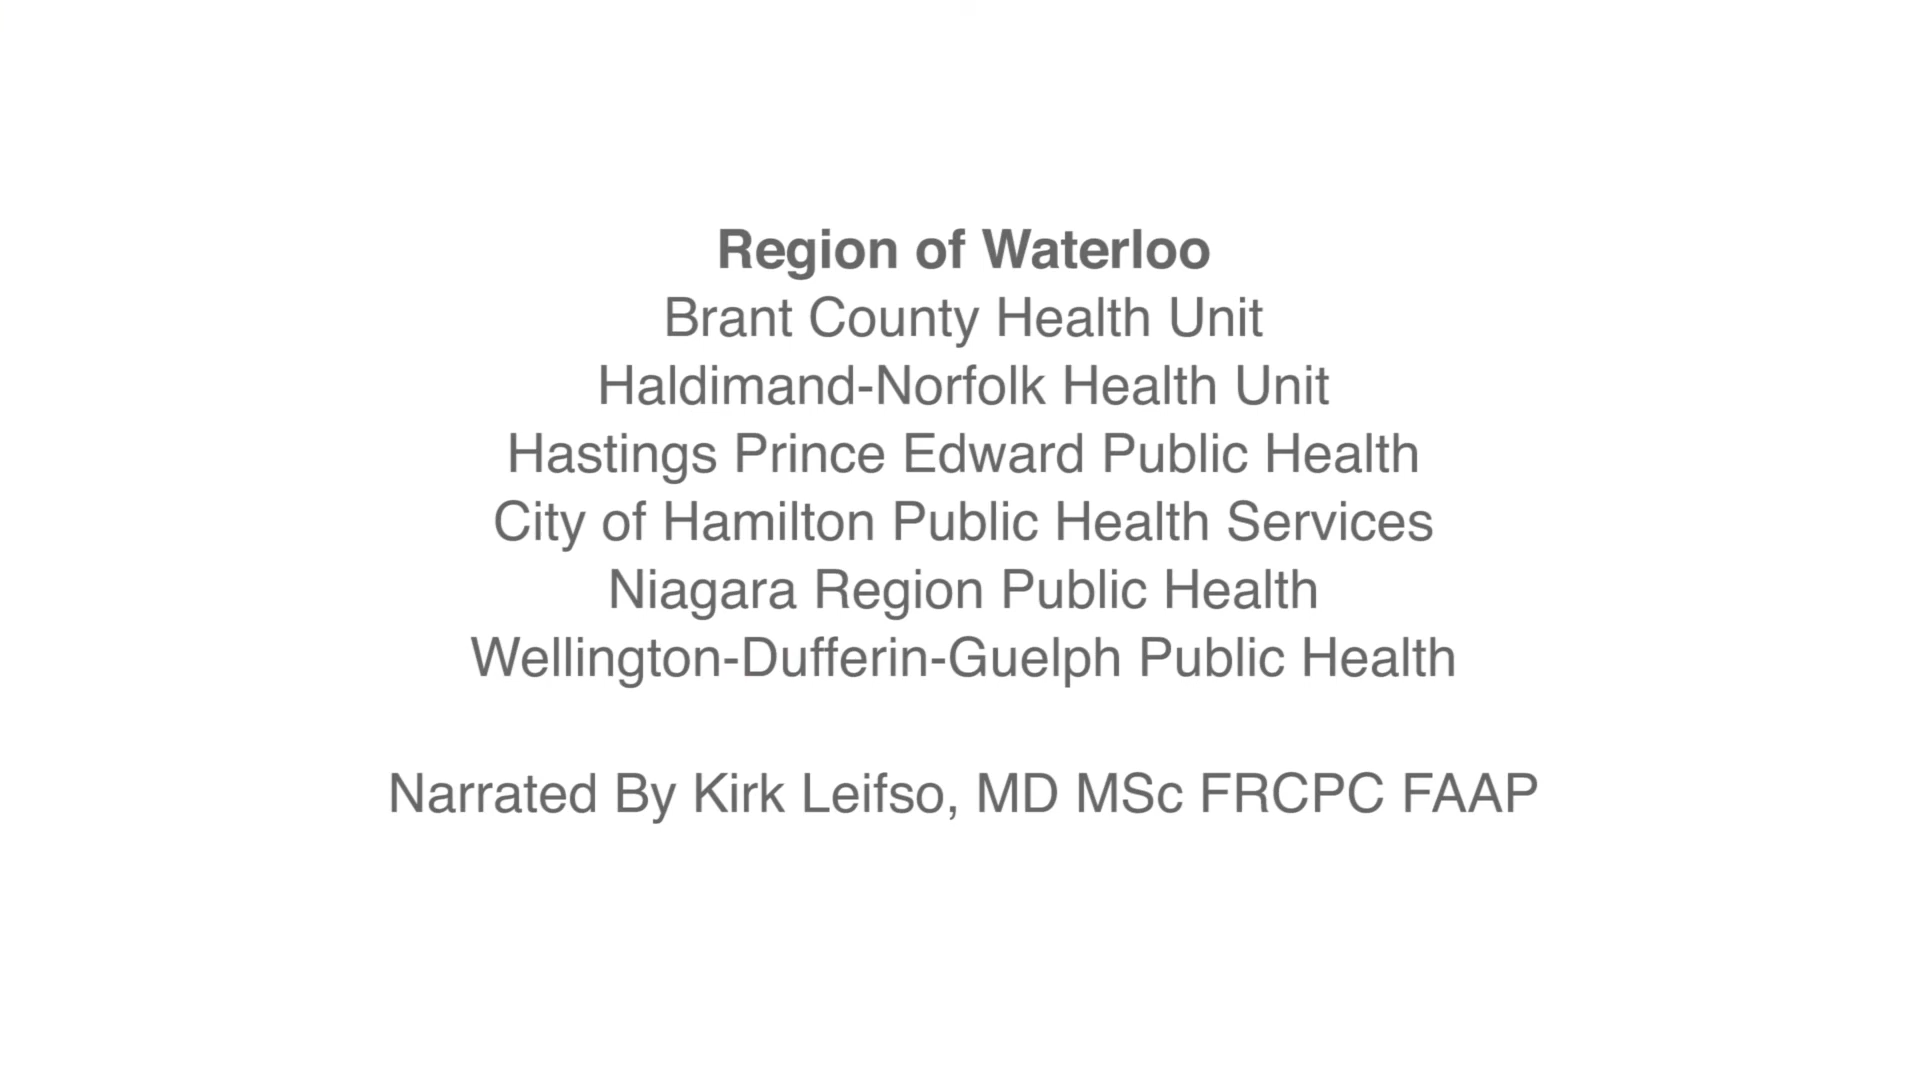 Region of Waterloo
Brant County Health Unit
Haldimand-Norfolk Health Unit
Hastings Prince Edward Public Health
City of Hamilton Public Health Services
Niagara Region Public Health
Wellington-Dufferin-Guelph Public Health
Narrated By Kirk Leifso, MD MSc FRCPC FAAP